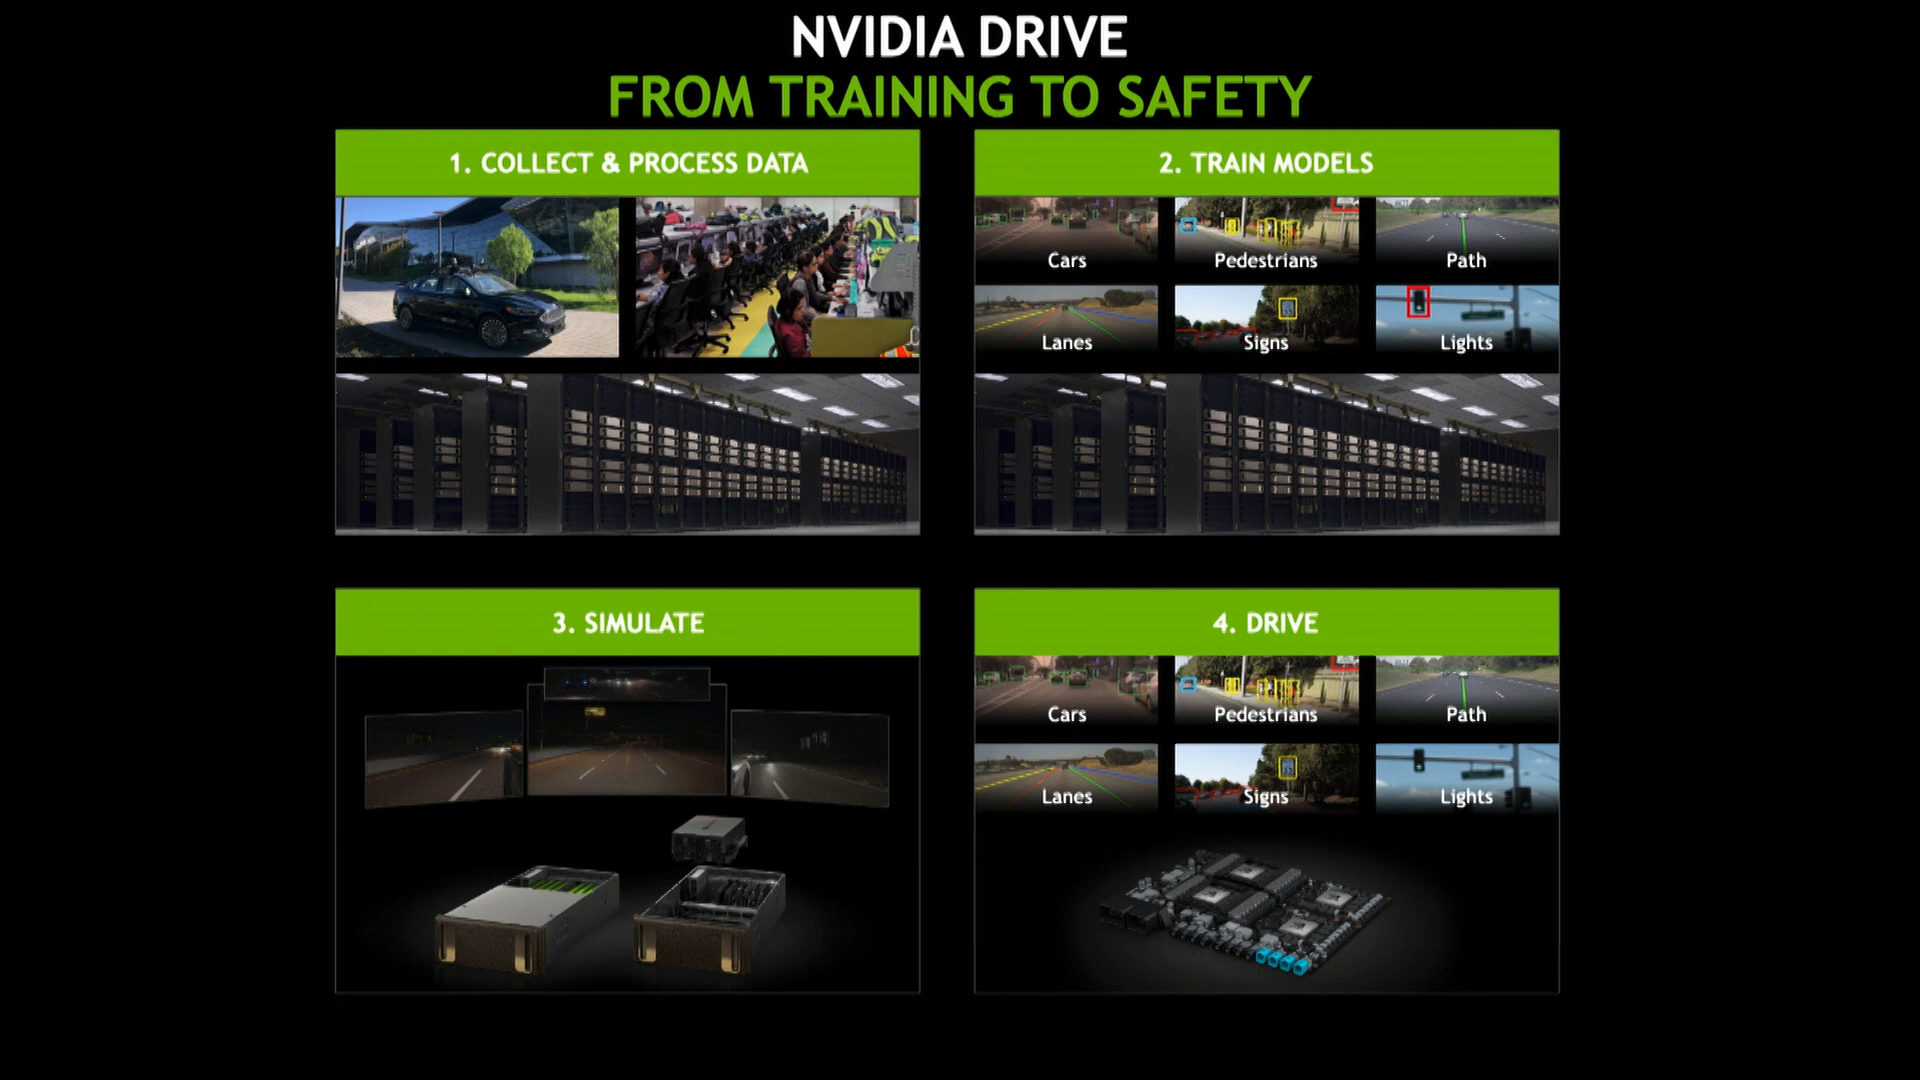 NVIDIA DRIVE
FROM TRAINING TO SAFETY
1. COLLECT & PROCESS DATA
2. TRAIN MODELS
Cars
Pedestrians
Path
Lanes
Signs
Lights
3. SIMULATE
4. DRIVE
Cars
Pedestrians
Path
Lanes
Signs
Lights